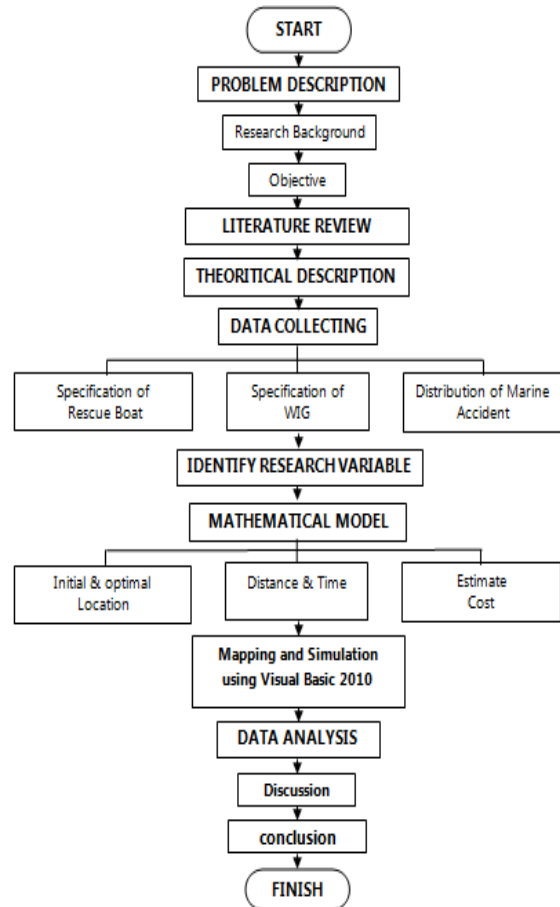 START
PROBLEM DESCRIPTION
Research Background
Objective
LITERATURE REVIEW
THEORITICAL DESCRIPTION
DATA COLLECTING
Specification of
Rescue Boat
Specification of
WIG
Distribution of Marine
Accident
IDENTIFY RESEARCH VARIABLE
MATHEMATICAL MODEL
Initial & optimal
Location
Distance & Time
Estimate
Cost
Mapping and Simulation
using Visual Basic 2010
DATA ANALYSIS
Discussion
conclusion
FINISH